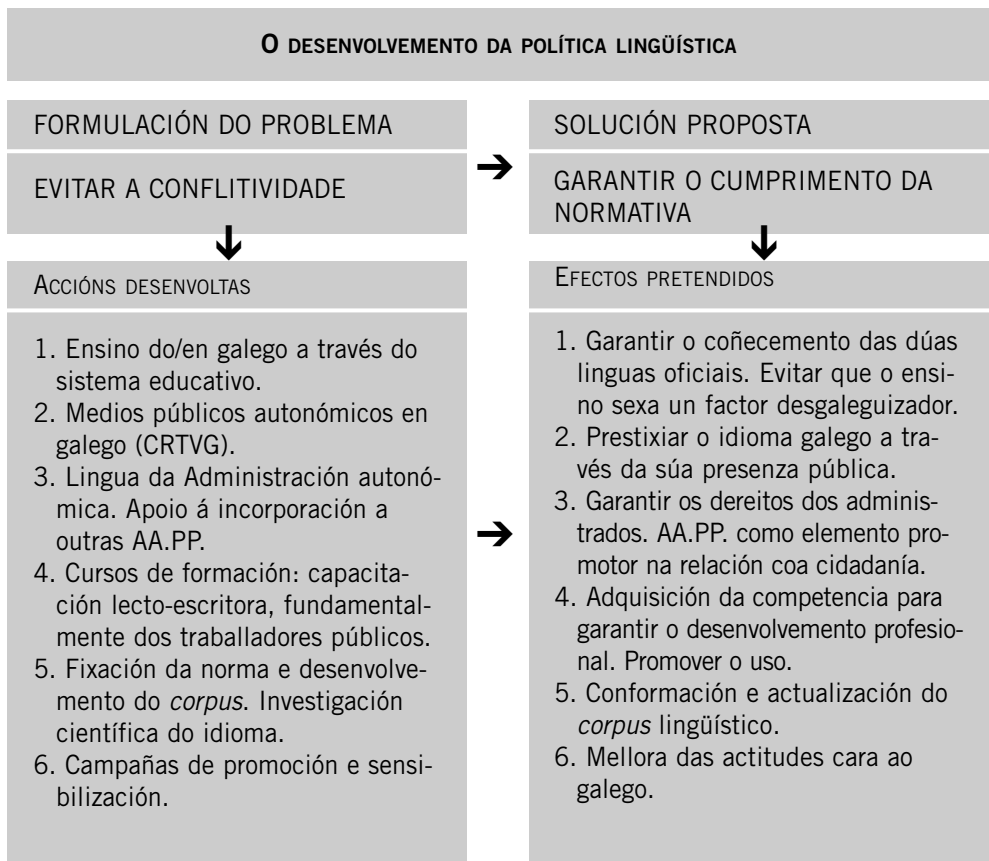 O DESENVOLVEMENTO DA POLÍTICA LINGÜÍSTICA
FORMULACIÓN DO PROBLEMA
EVITAR A CONFLITIVIDADE
➔
SOLUCIÓN PROPOSTA
GARANTIR O CUMPRIMENTO DA
NORMATIVA
ACCIÓNS DESENVOLTAS
1. Ensino do/en galego a través do
sistema educativo.
2. Medios públicos autonómicos en
galego (CRTVG).
3. Lingua da Administración autonó-
mica. Apoio á incorporación a
outras AA.PP.
4. Cursos de formación: capacita-
ción lecto-escritora, fundamental-
mente dos traballadores públicos.
5. Fixación da norma e desenvolve-
mento do corpus. Investigación
científica do idioma.
6. Campañas de promoción e sensi-
bilización.
➔
EFECTOS PRETENDIDOS
1. Garantir o coñecemento das dúas
linguas oficiais. Evitar que o ensi-
no sexa un factor desgaleguizador.
2. Prestixiar o idioma galego a tra-
vés da súa presenza pública.
3. Garantir os dereitos dos adminis-
trados. AA.PP. como elemento pro-
motor na relación coa cidadanía.
4. Adquisición da competencia para
garantir o desenvolvemento profesio-
nal. Promover o uso.
5. Conformación e actualización do
corpus lingüístico.
6. Mellora das actitudes cara ao
galego.